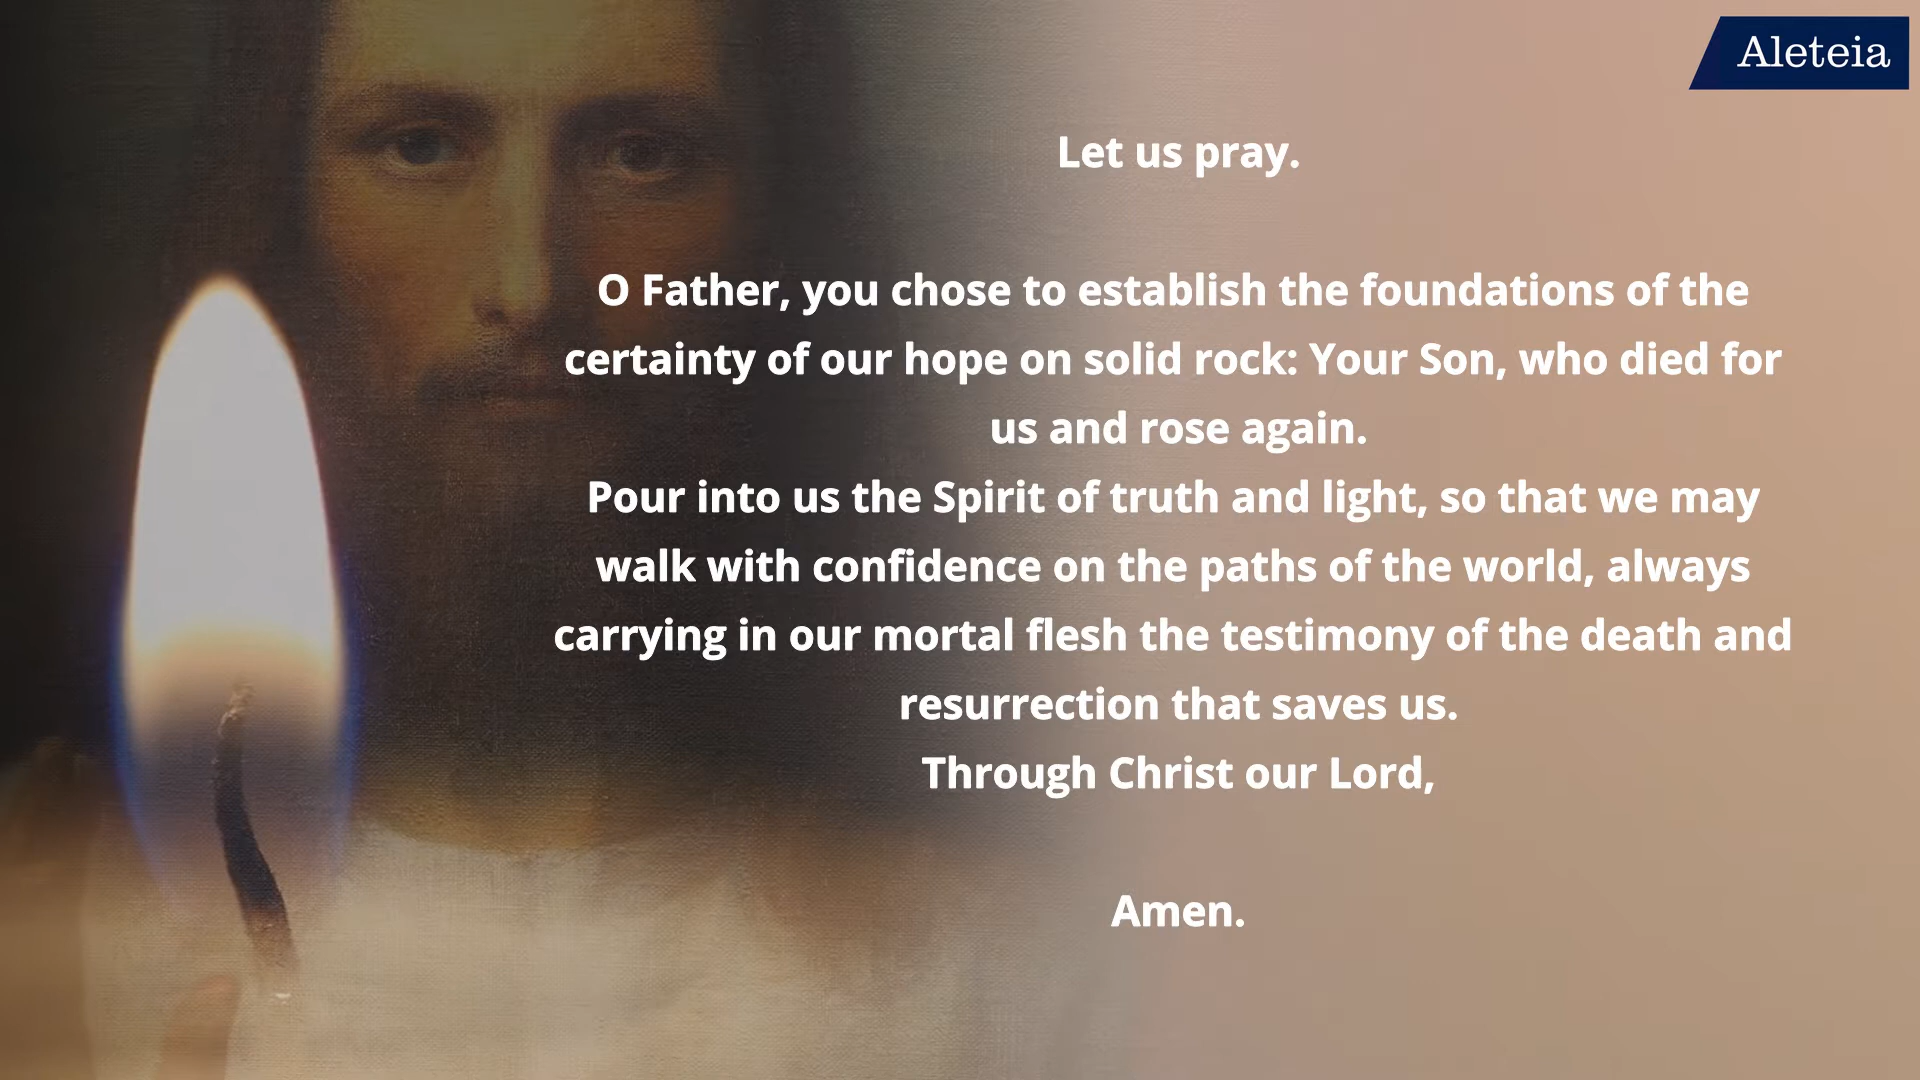 Aleteia
Let us pray.
O Father, you chose to establish the foundations of the
certainty of our hope on solid rock: Your Son, who died for
us and rose again.
Pour into us the Spirit of truth and light, so that we may
walk with confidence on the paths of the world, always
carrying in our mortal flesh the testimony of the death and
resurrection that saves us.
Through Christ our Lord,
Amen.